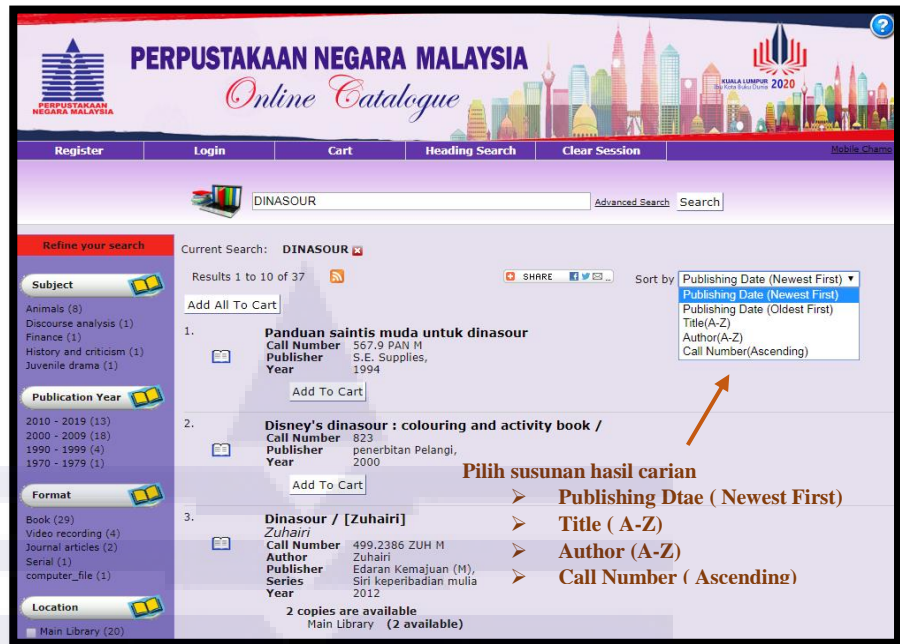 PERPUSTAKAAN NEGARA MALAYSIA
Online Catalogue
PERPUSTAKAAN
NEGARA MALAYSIA
KUALA LUMPUR 2020
Ibu Kota Buku Dunia
?
Register Login Cart Heading Search Clear Session Mobile Chamo
DINASOUR Advanced Search Search
Refine your search
Subject
Animals (8)
Discourse analysis (1)
Finance (1)
History and criticism (1)
Juvenile drama (1)
Publication Year
2010 - 2019 (13)
2000 - 2009 (18)
1990 - 1999 (4)
1970 - 1979 (1)
Format
Book (29)
Video recording (4)
Journal articles (2)
Serial (1)
computer_file (1)
Location
Main Library (20)
Current Search: DINASOUR
Results 1 to 10 of 37
SHARE
Sort by Publishing Date (Newest First)
Publishing Date (Newest First)
Publishing Date (Oldest First)
Title(A-Z)
Author(A-Z)
Call Number(Ascending)
Add All To Cart
1. Panduan saintis muda untuk dinasour
Call Number 567.9 PAN M
Publisher S.E. Supplies,
Year 1994
Add To Cart
2. Disney's dinasour : colouring and activity book /
Call Number 823
Publisher penerbitan Pelangi,
Year 2000
Add To Cart
3. Dinasour / [Zuhairi]
Zuhairi
Call Number 499.2386 ZUH M
Author Zuhairi
Publisher Edaran Kemajuan (M),
Series Siri keperibadian mulia
Year 2012
2 copies are available
Main Library (2 available)
Pilih susunan hasil carian
➢ Publishing Dtae ( Newest First)
➢ Title ( A-Z)
➢ Author (A-Z)
➢ Call Number ( Ascending)